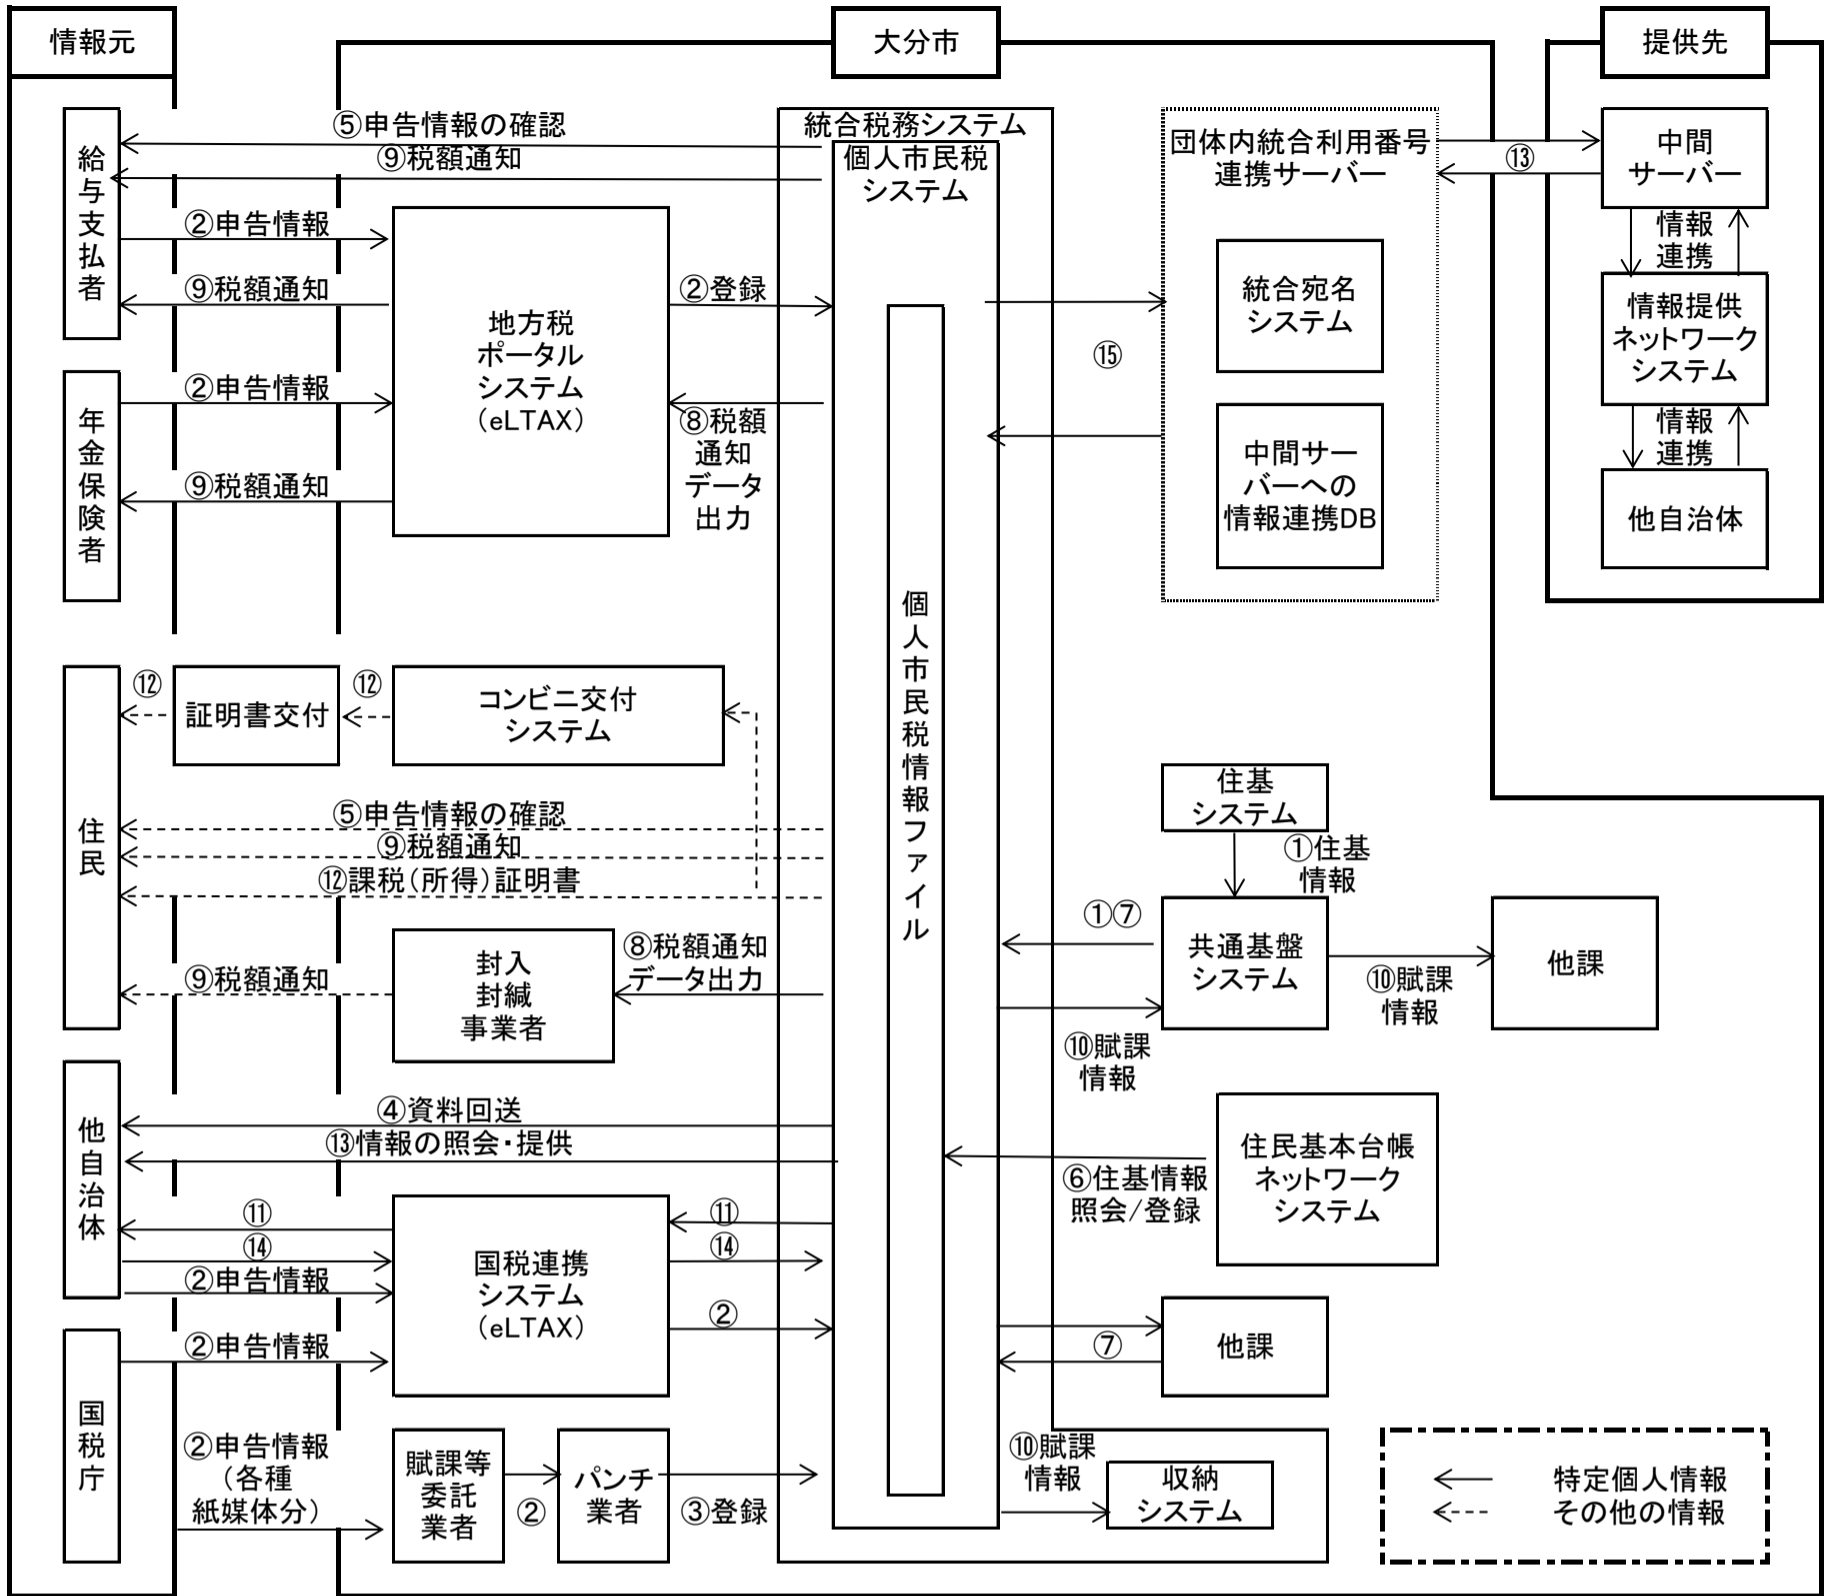 情報元
大分市
提供先
給与支払者
⑤申告情報の確認
⑨税額通知
②申告情報
⑨税額通知
年金保険者
②申告情報
⑨税額通知
地方税
ポータル
システム
（eLTAX）
②登録
⑧税額
通知
データ
出力
統合税務システム
個人市民税
システム
個人市民税情報ファイル
団体内統合利用番号
連携サーバー
統合宛名
システム
中間サー
バーへの
情報連携DB
⑮
⑬
中間
サーバー
情報
連携
情報提供
ネットワーク
システム
情報
連携
他自治体
住民
⑫
証明書交付
⑫
コンビニ交付
システム
⑤申告情報の確認
⑨税額通知
⑫課税（所得）証明書
⑨税額通知
封入
封緘
事業者
⑧税額通知
データ出力
住基
システム
①住基
情報
①⑦
共通基盤
システム
⑩賦課
情報
他課
⑩賦課
情報
他自治体
④資料回送
⑬情報の照会・提供
⑪
⑭
②申告情報
国税連携
システム
（eLTAX）
⑪
⑭
②
⑥住基情報
照会/登録
住民基本台帳
ネットワーク
システム
⑦
他課
国税庁
②申告情報
②申告情報
（各種
紙媒体分）
賦課等
委託
業者
②
パンチ
業者
③登録
⑩賦課
情報
収納
システム
特定個人情報
その他の情報